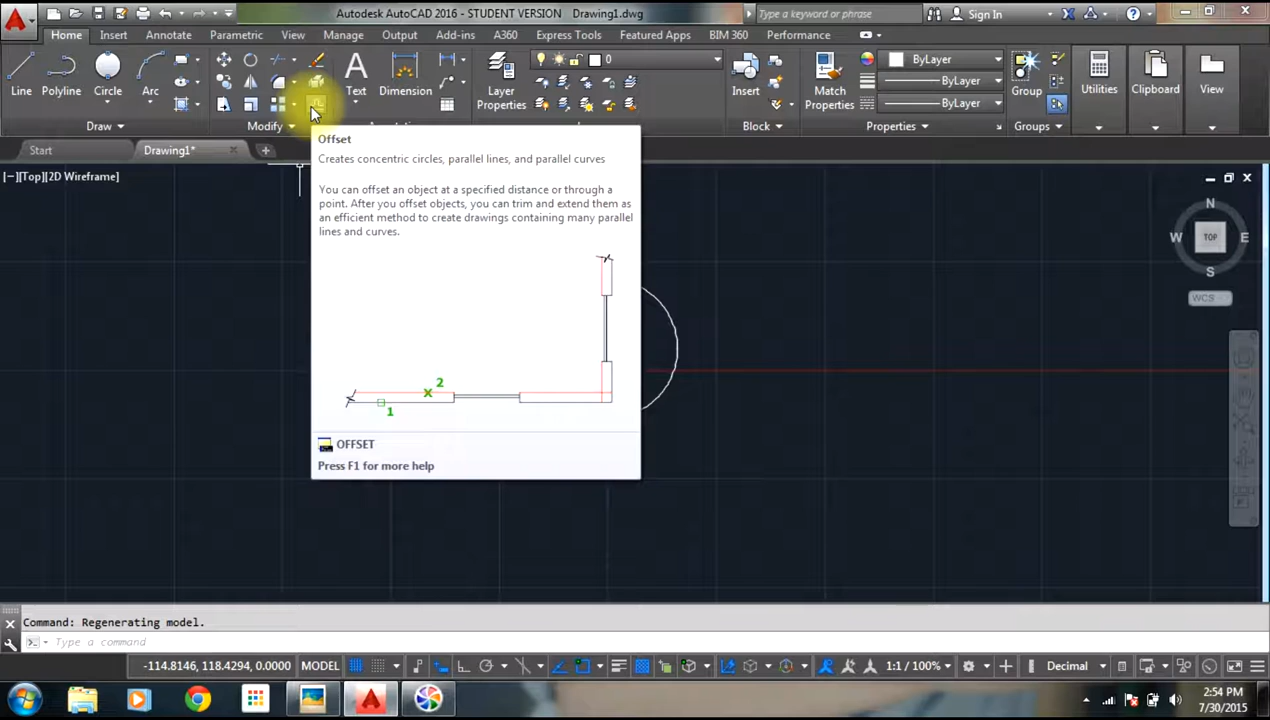 Autodesk AutoCAD 2016 - STUDENT VERSION Drawing1.dwg
Type a keyword or phrase
Sign In
Home Insert Annotate Parametric View Manage Output Add-ins A360 Express Tools Featured Apps BIM 360 Performance
0
ByLayer
ByLayer
ByLayer
Line Polyline Circle Arc
Text Dimension
Layer
Properties
Insert
Match
Properties
Group
Utilities Clipboard View
Draw Modify Block Properties Groups
Start Drawing1*
[−][Top][2D Wireframe]
Offset
Creates concentric circles, parallel lines, and parallel curves
You can offset an object at a specified distance or through a
point. After you offset objects, you can trim and extend them as
an efficient method to create drawings containing many parallel
lines and curves.
2
1
OFFSET
Press F1 for more help
N
W TOP E
S
WCS
Command: Regenerating model.
Type a command
-114.8146, 118.4294, 0.0000 MODEL
1:1 / 100%
Decimal
2:54 PM
7/30/2015